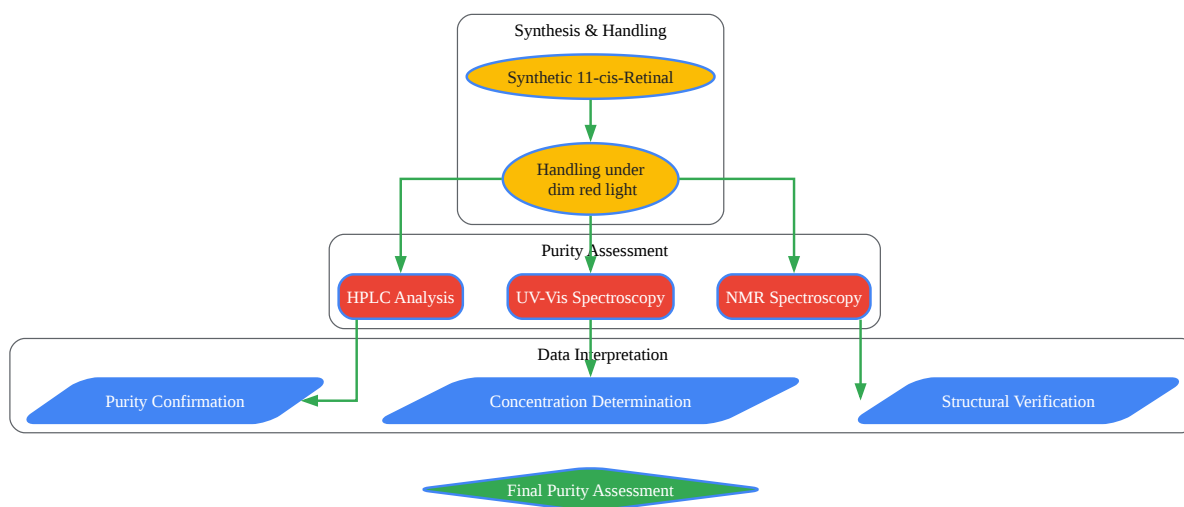 Synthesis & Handling
Synthetic 11-cis-Retinal
Handling under
dim red light
Purity Assessment
HPLC Analysis
UV-Vis Spectroscopy
NMR Spectroscopy
Data Interpretation
Purity Confirmation
Concentration Determination
Structural Verification
Final Purity Assessment